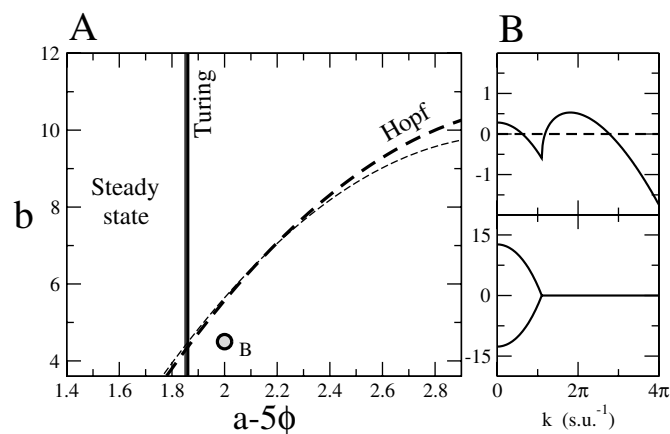 A
B
12
10
8
6
4
b
Steady
state
Turing
Hopf
B
1.4 1.6 1.8 2 2.2 2.4 2.6 2.8
a-5ϕ
1
0
-1
15
0
-15
0 2π 4π
k (s.u.⁻¹)